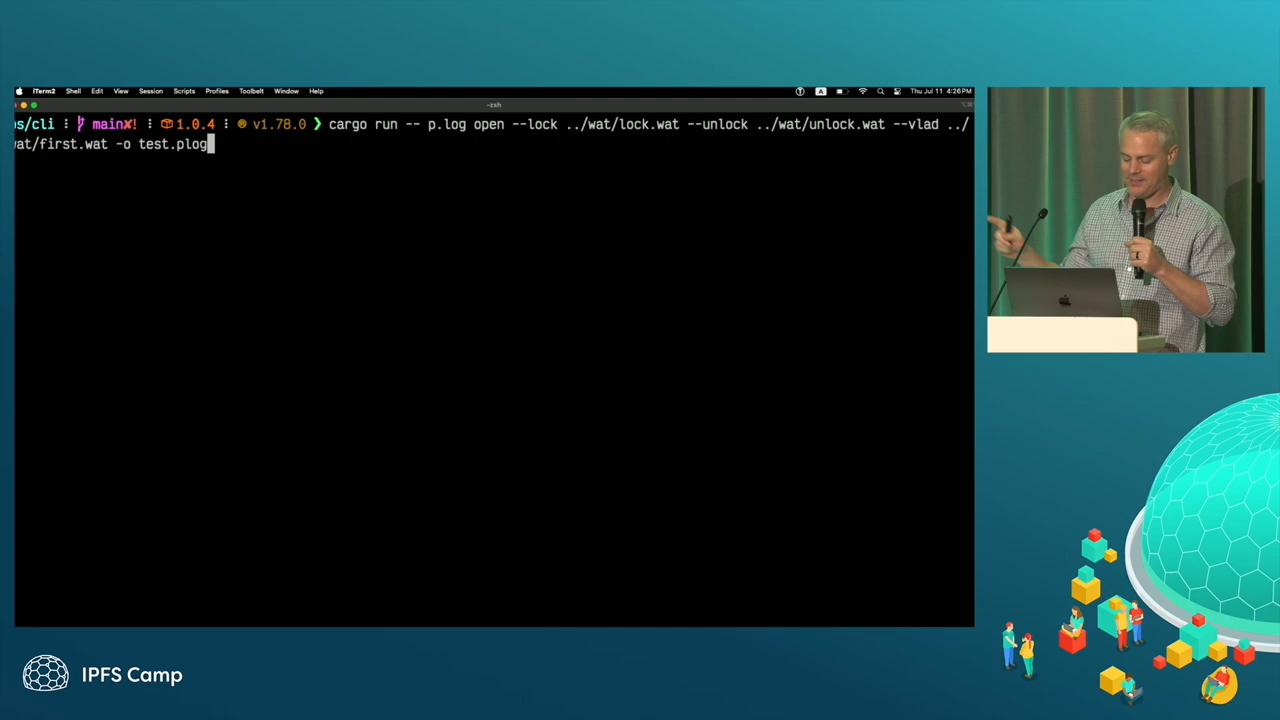 iTerm2 Shell Edit View Session Scripts Profiles Toolbelt Window Help
A
Thu Jul 11 4:26 PM
-zsh
os/cli : main✘! : 1.0.4 : v1.78.0 ❯ cargo run -- p.log open --lock ../wat/lock.wat --unlock ../wat/unlock.wat --vlad ../
wat/first.wat -o test.plog
IPFS Camp